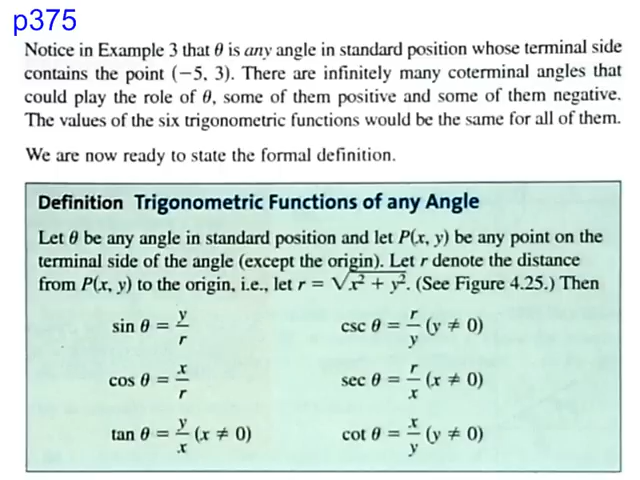 p375
Notice in Example 3 that θ is any angle in standard position whose terminal side
contains the point (−5, 3). There are infinitely many coterminal angles that
could play the role of θ, some of them positive and some of them negative.
The values of the six trigonometric functions would be the same for all of them.
We are now ready to state the formal definition.
Definition Trigonometric Functions of any Angle
Let θ be any angle in standard position and let P(x, y) be any point on the
terminal side of the angle (except the origin). Let r denote the distance
from P(x, y) to the origin, i.e., let r = √x² + y². (See Figure 4.25.) Then
sin θ = y/r csc θ = r/y (y ≠ 0)
cos θ = x/r sec θ = r/x (x ≠ 0)
tan θ = y/x (x ≠ 0) cot θ = x/y (y ≠ 0)